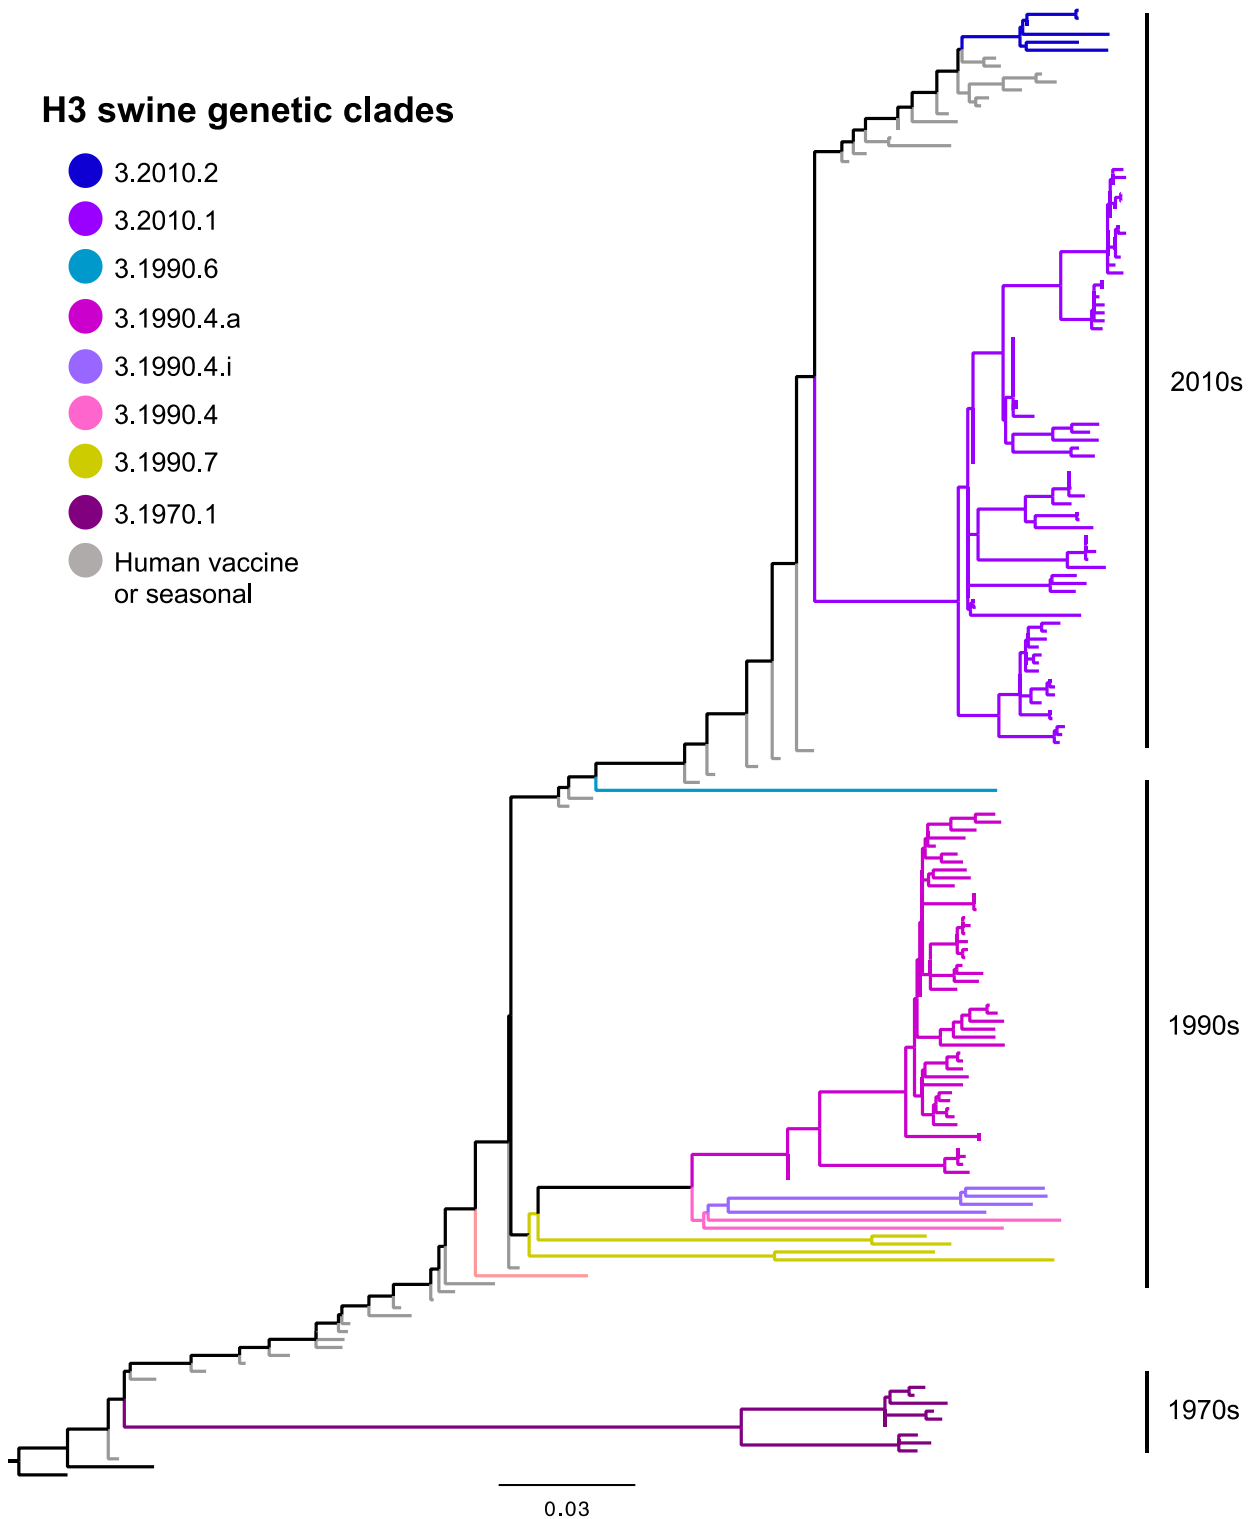 H3 swine genetic clades
3.2010.2
3.2010.1
3.1990.6
3.1990.4.a
3.1990.4.i
3.1990.4
3.1990.7
3.1970.1
Human vaccine
or seasonal
2010s
1990s
1970s
0.03